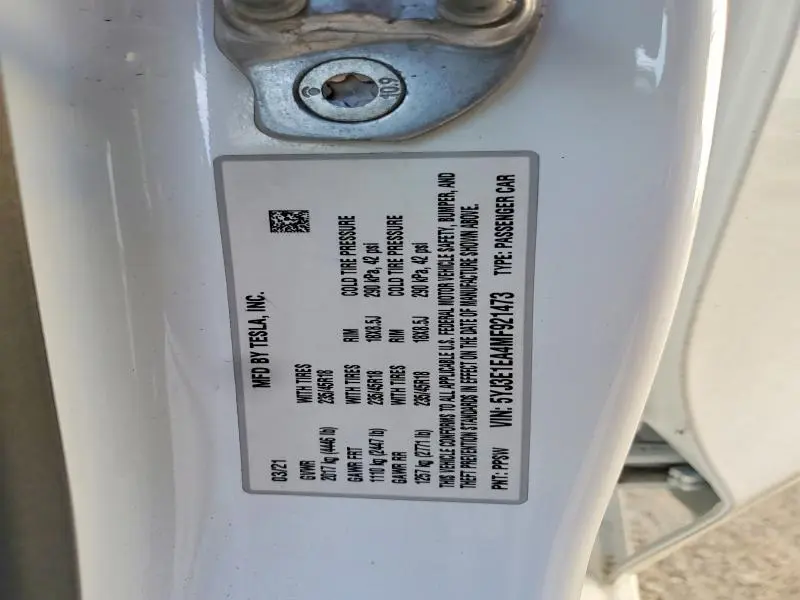 10.9
MFD BY TESLA, INC.
03/21
GVWR WITH TIRES RIM COLD TIRE PRESSURE
2017 kg (4446 lb) 235/45R18 18X8.5J 290 kPa, 42 psi
GAWR FRT WITH TIRES RIM COLD TIRE PRESSURE
1110 kg (2447 lb) 235/45R18 18X8.5J 290 kPa, 42 psi
GAWR RR
1257 kg (2771 lb) 235/45R18
THIS VEHICLE CONFORMS TO ALL APPLICABLE U.S. FEDERAL MOTOR VEHICLE SAFETY, BUMPER, AND
THEFT PREVENTION STANDARDS IN EFFECT ON THE DATE OF MANUFACTURE SHOWN ABOVE.
PNT: PPSW VIN: 5YJ3E1EA4MF921473 TYPE: PASSENGER CAR